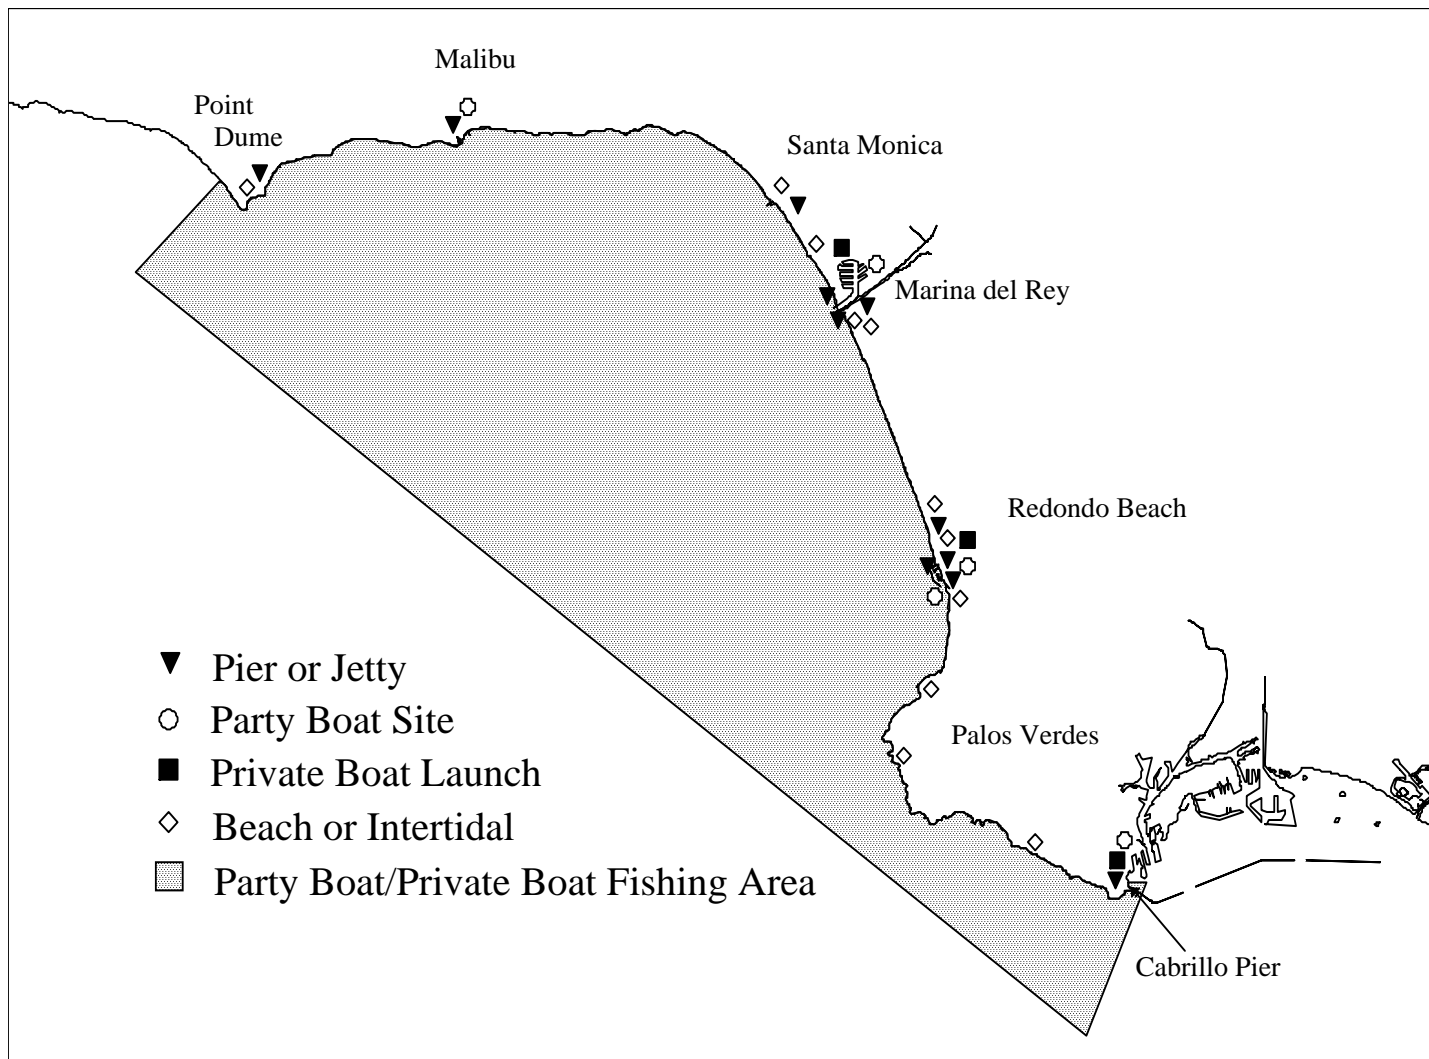 Malibu
Point
Dume
Santa Monica
Marina del Rey
Redondo Beach
Pier or Jetty
Party Boat Site
Palos Verdes
Private Boat Launch
Beach or Intertidal
Party Boat/Private Boat Fishing Area
Cabrillo Pier